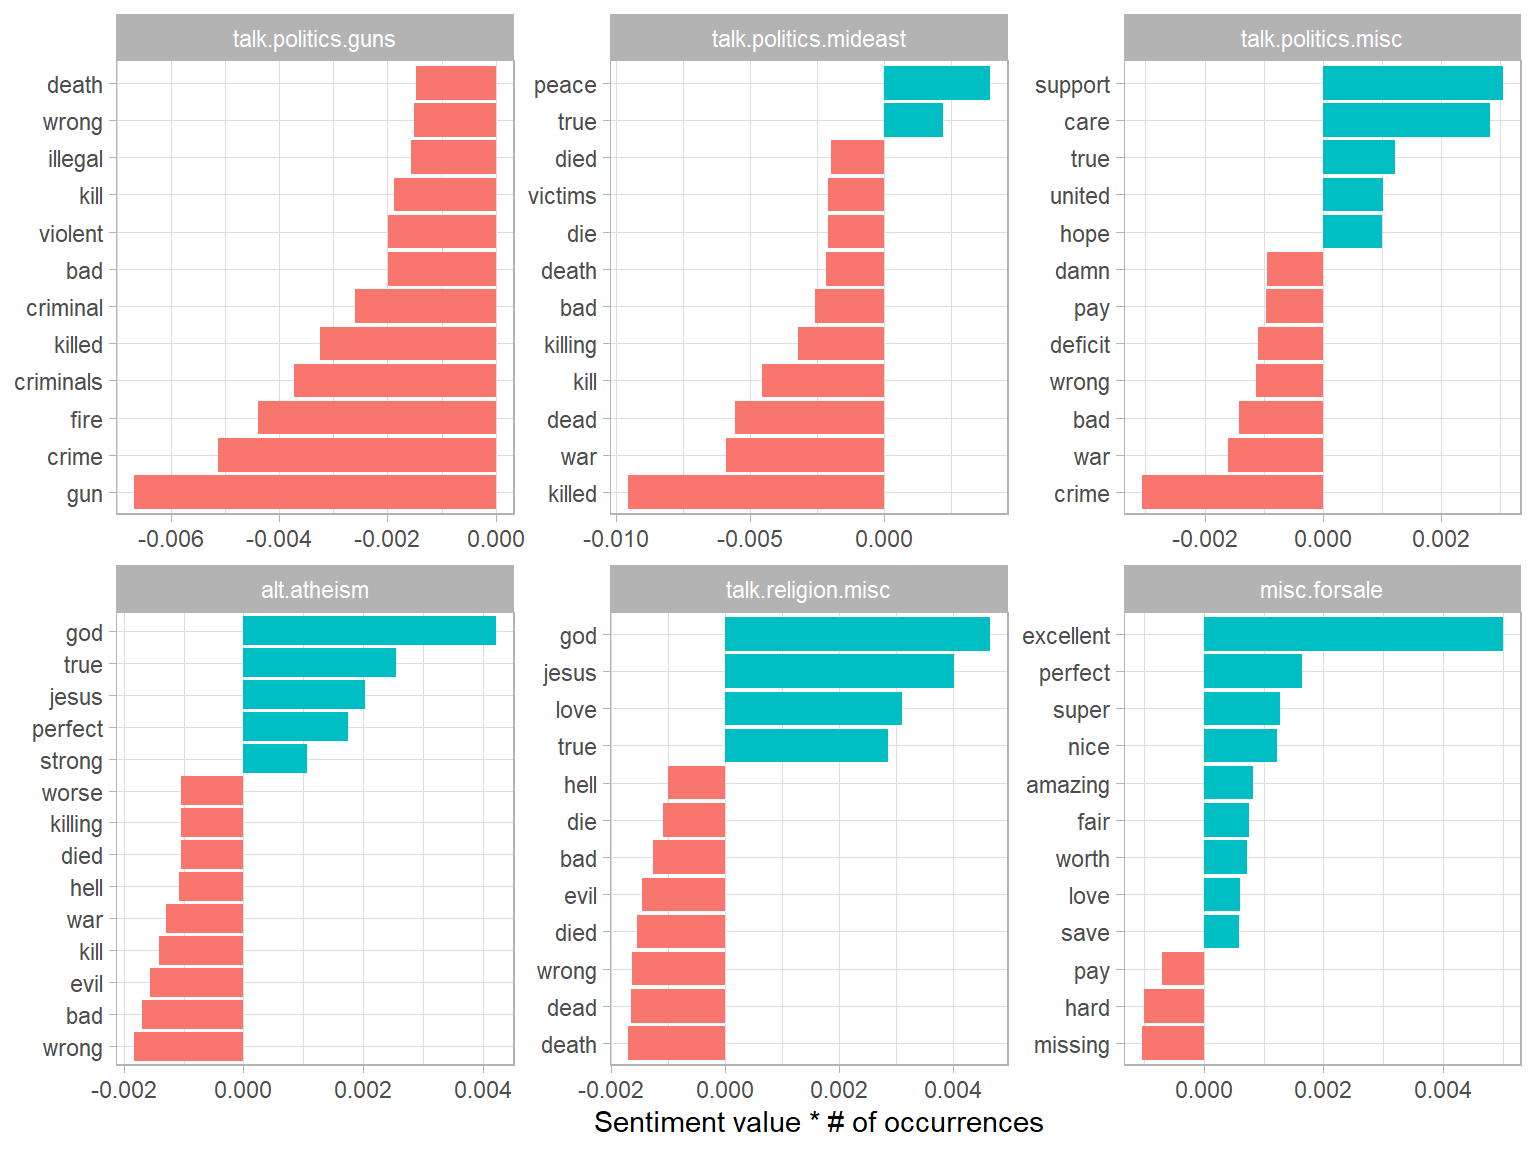 talk.politics.guns
death
wrong
illegal
kill
violent
bad
criminal
killed
criminals
fire
crime
gun
-0.006 -0.004 -0.002 0.000
talk.politics.mideast
peace
true
died
victims
die
death
bad
killing
kill
dead
war
killed
-0.010 -0.005 0.000
talk.politics.misc
support
care
true
united
hope
damn
pay
deficit
wrong
bad
war
crime
-0.002 0.000 0.002
alt.atheism
god
true
jesus
perfect
strong
worse
killing
died
hell
war
kill
evil
bad
wrong
-0.002 0.000 0.002 0.004
talk.religion.misc
god
jesus
love
true
hell
die
bad
evil
died
wrong
dead
death
-0.002 0.000 0.002 0.004
misc.forsale
excellent
perfect
super
nice
amazing
fair
worth
love
save
pay
hard
missing
0.000 0.002 0.004
Sentiment value * # of occurrences